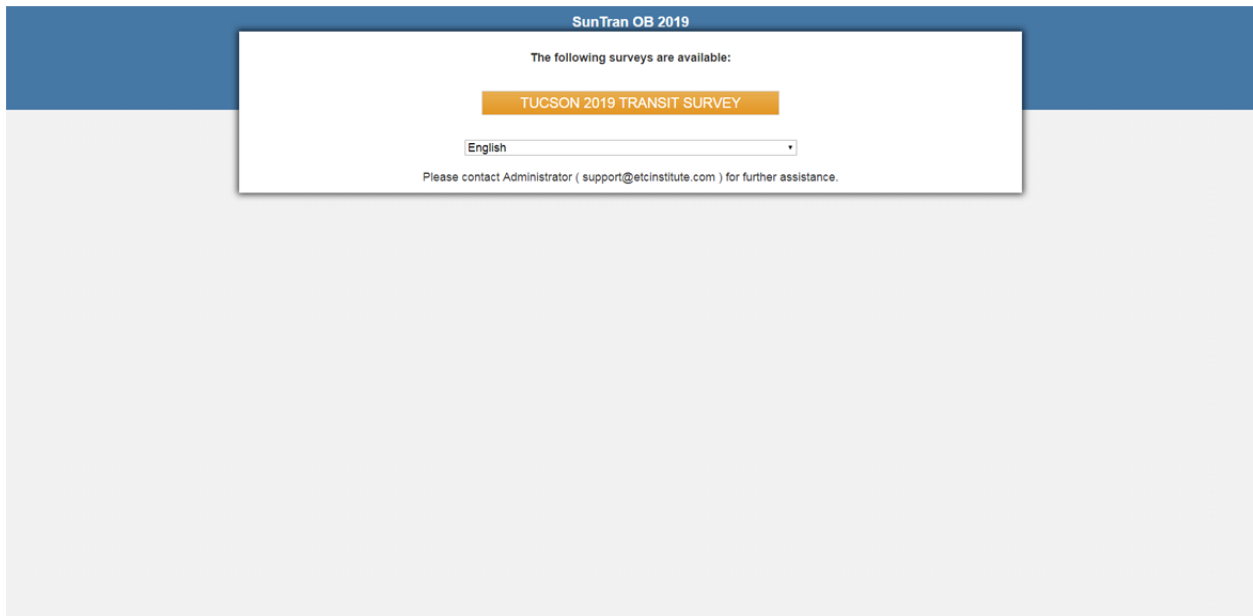 SunTran OB 2019
The following surveys are available:
TUCSON 2019 TRANSIT SURVEY
English
Please contact Administrator ( support@etcinstitute.com ) for further assistance.